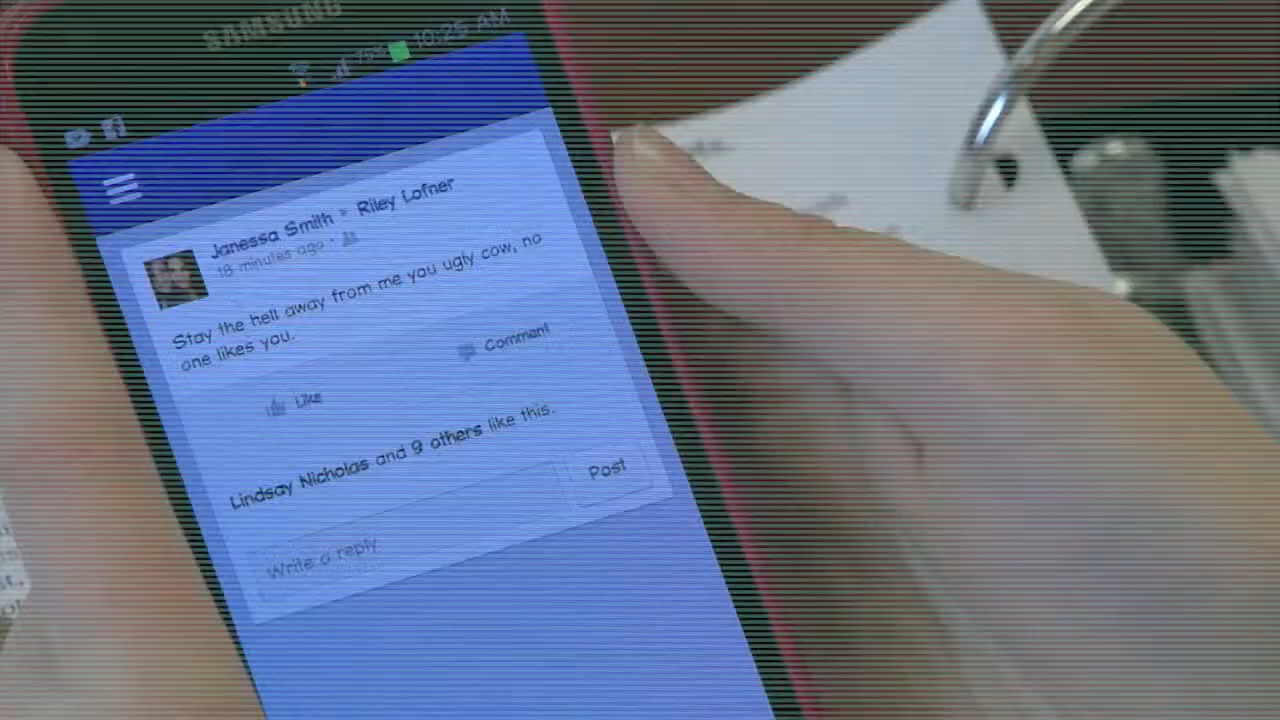 SAMSUNG
75% 10:25 AM
Janessa Smith ▸ Riley Lofner
18 minutes ago ·
Stay the hell away from me you ugly cow, no
one likes you.
Like
Comment
Lindsay Nicholas and 9 others like this.
Write a reply
Post